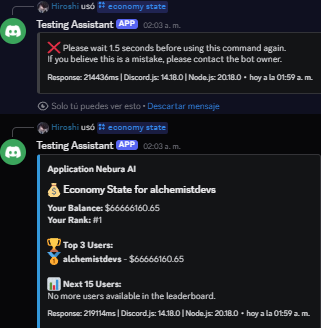 Hiroshi usó economy state
Testing Assistant APP 02:03 a. m.
❌ Please wait 1.5 seconds before using this command again.
If you believe this is a mistake, please contact the bot owner.
Response: 214436ms | Discord.js: 14.18.0 | Node.js: 20.18.0 • hoy a la 01:59 a. m.
Solo tú puedes ver esto • Descartar mensaje
Hiroshi usó economy state
Testing Assistant APP 02:03 a. m.
Application Nebura AI
💰 Economy State for alchemistdevs
Your Balance: $66666160.65
Your Rank: #1
🏆 Top 3 Users:
🥇 alchemistdevs - $66666160.65
📊 Next 15 Users:
No more users available in the leaderboard.
Response: 219114ms | Discord.js: 14.18.0 | Node.js: 20.18.0 • hoy a la 01:59 a. m.